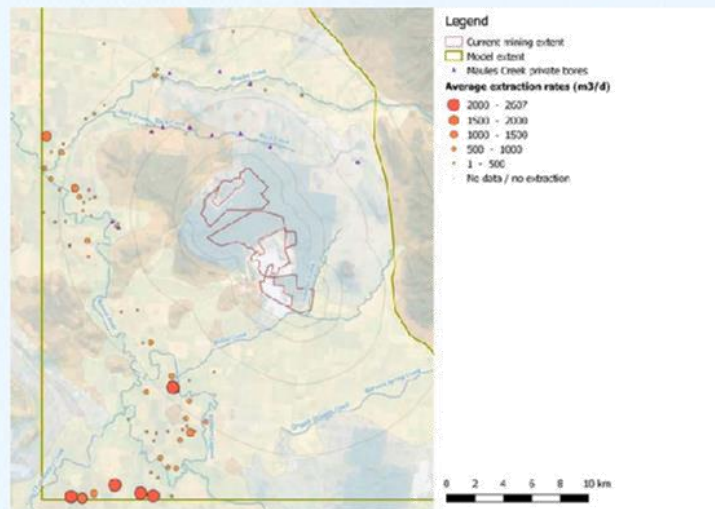 Legend
Current mining extent
Model extent
Maules Creek private bores
Average extraction rates (m3/d)
2000 - 2607
1500 - 2000
1000 - 1500
500 - 1000
1 - 500
No data / no extraction
0 2 4 6 8 10 km